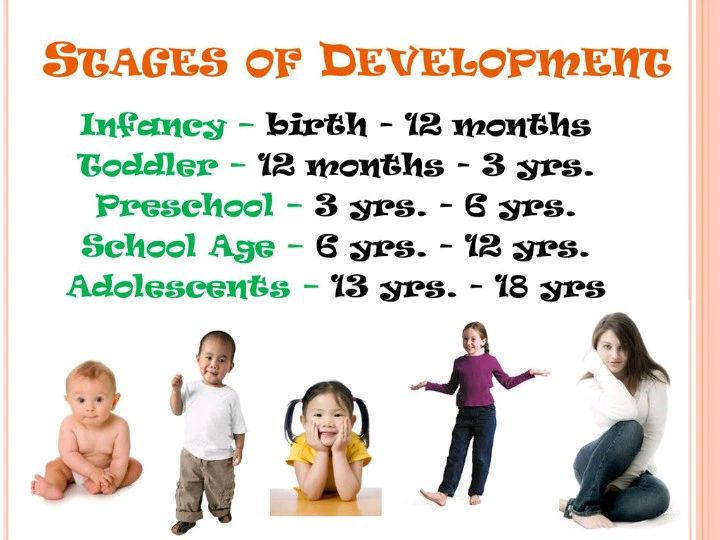 Stages of Development
Infancy – birth - 12 months
Toddler – 12 months - 3 yrs.
Preschool – 3 yrs. - 6 yrs.
School Age – 6 yrs. - 12 yrs.
Adolescents – 13 yrs. - 18 yrs